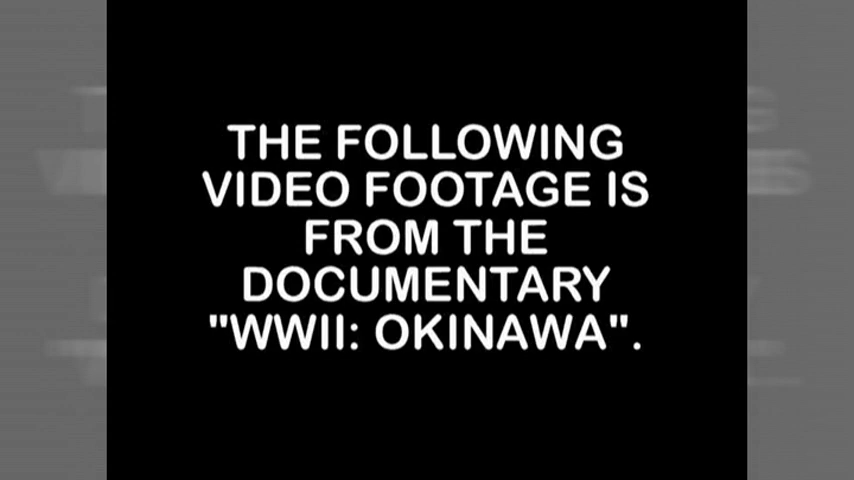 THE FOLLOWING
VIDEO FOOTAGE IS
FROM THE
DOCUMENTARY
"WWII: OKINAWA".